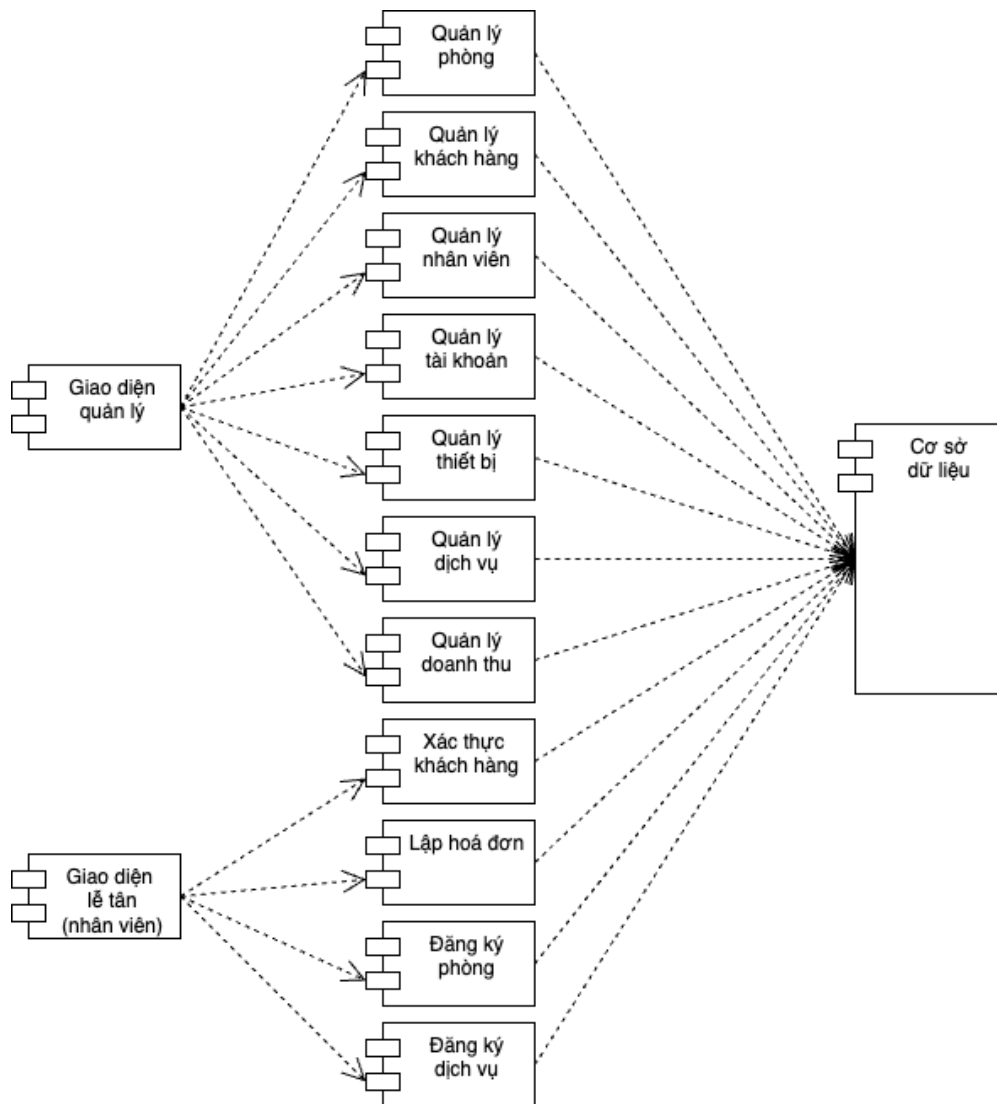 Quản lý
phòng
Quản lý
khách hàng
Quản lý
nhân viên
Quản lý
tài khoản
Giao diện
quản lý
Quản lý
thiết bị
Cơ sở
dữ liệu
Quản lý
dịch vụ
Quản lý
doanh thu
Xác thực
khách hàng
Lập hoá đơn
Giao diện
lễ tân
(nhân viên)
Đăng ký
phòng
Đăng ký
dịch vụ